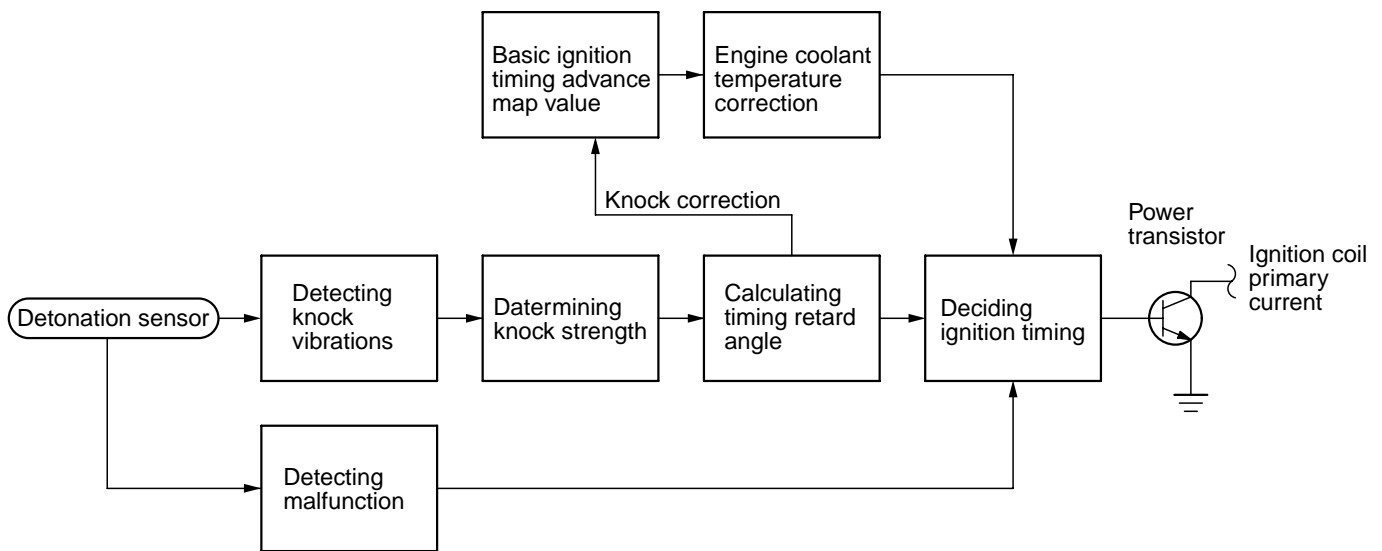 Basic ignition
timing advance
map value
Engine coolant
temperature
correction
Knock correction
Power
transistor
Ignition coil
primary
current
Detonation sensor
Detecting
knock
vibrations
Datermining
knock strength
Calculating
timing retard
angle
Deciding
ignition timing
Detecting
malfunction